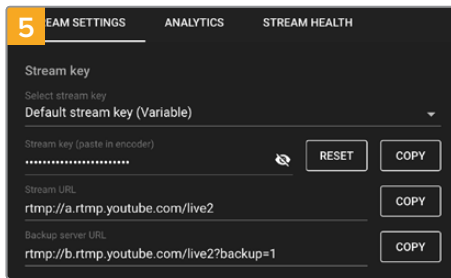 5
EAM SETTINGS ANALYTICS STREAM HEALTH
Stream key
Select stream key
Default stream key (Variable)
Stream key (paste in encoder)
•••••••••••••••••••••••• RESET COPY
Stream URL
rtmp://a.rtmp.youtube.com/live2 COPY
Backup server URL
rtmp://b.rtmp.youtube.com/live2?backup=1 COPY